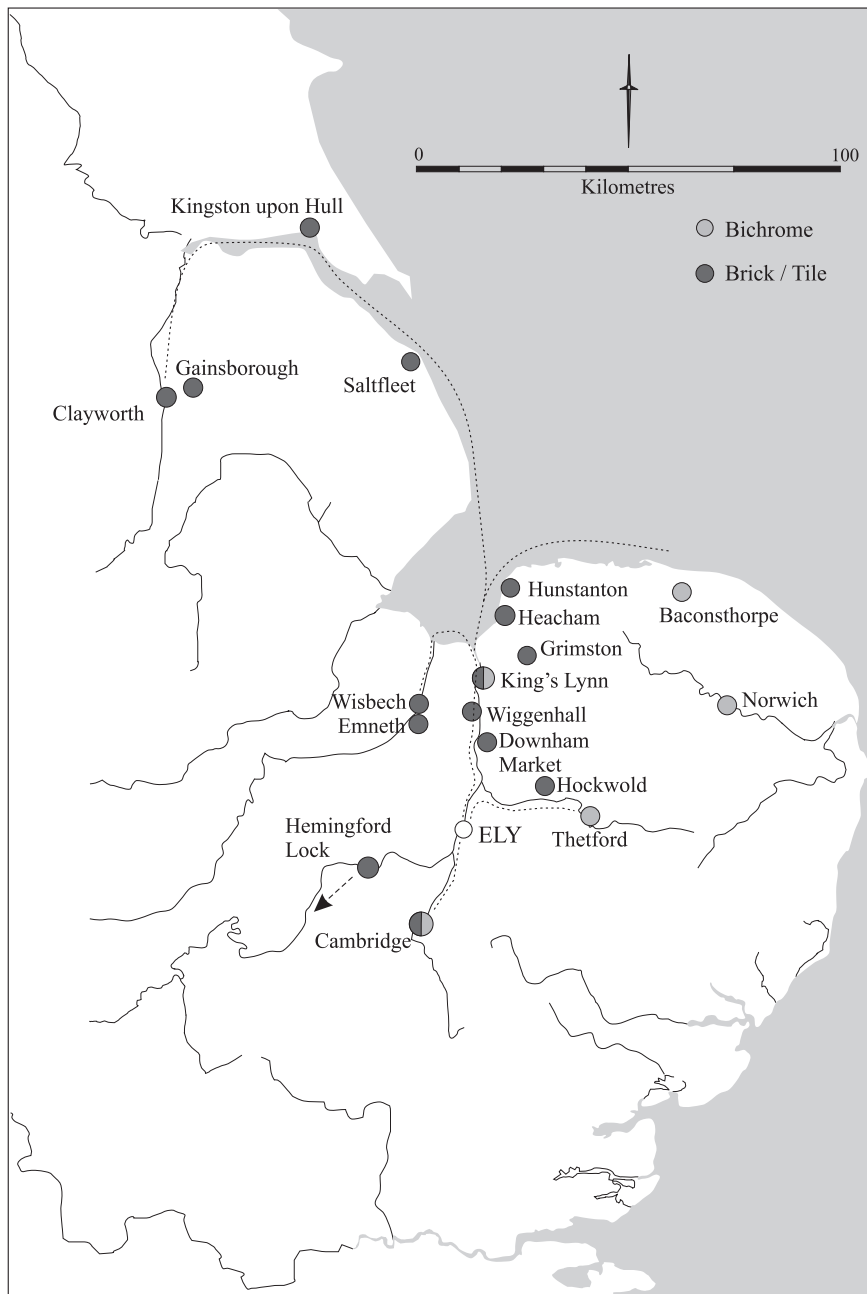 0 100
Kilometres
Kingston upon Hull
Bichrome
Brick / Tile
Gainsborough
Saltfleet
Clayworth
Hunstanton
Baconsthorpe
Heacham
Grimston
King's Lynn
Wisbech
Norwich
Emneth
Wiggenhall
Downham
Market
Hockwold
Hemingford
Lock
ELY
Thetford
Cambridge